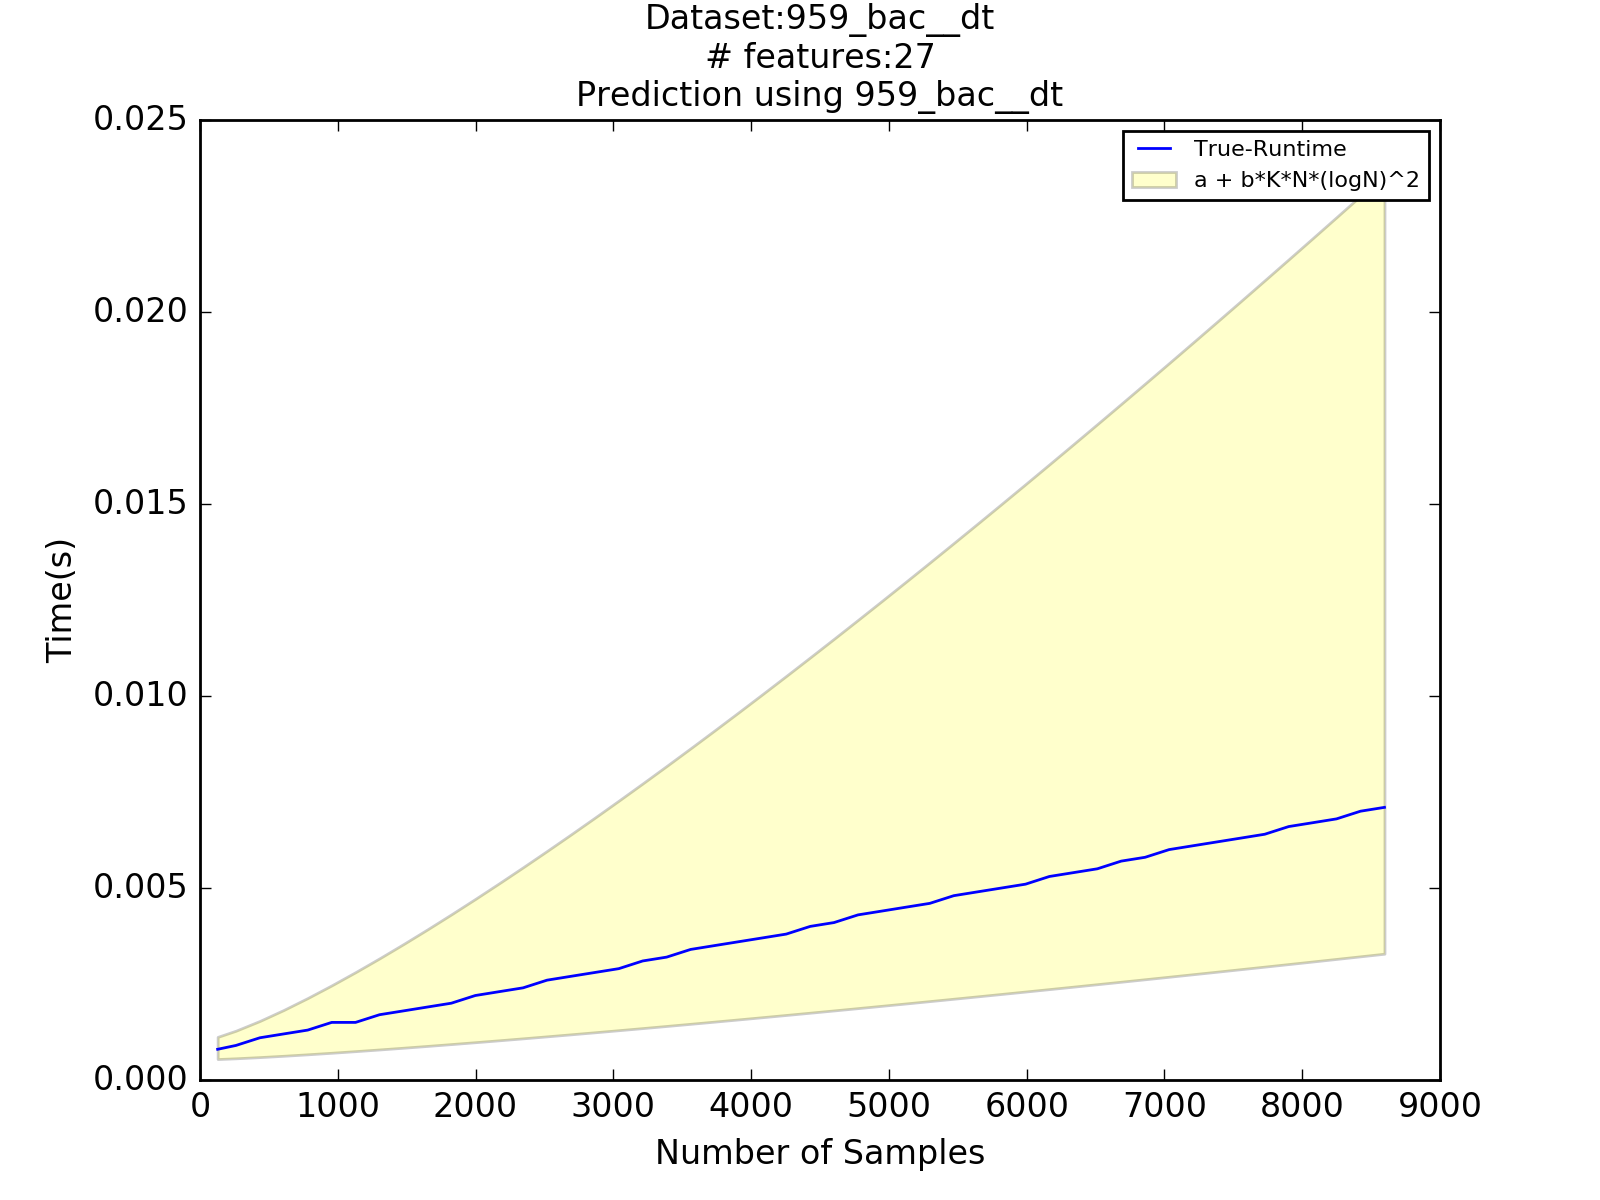 Dataset:959_bac__dt
# features:27
Prediction using 959_bac__dt
0.025
0.020
0.015
0.010
0.005
0.000
Time(s)
True-Runtime
a + b*K*N*(logN)^2
0 1000 2000 3000 4000 5000 6000 7000 8000 9000
Number of Samples